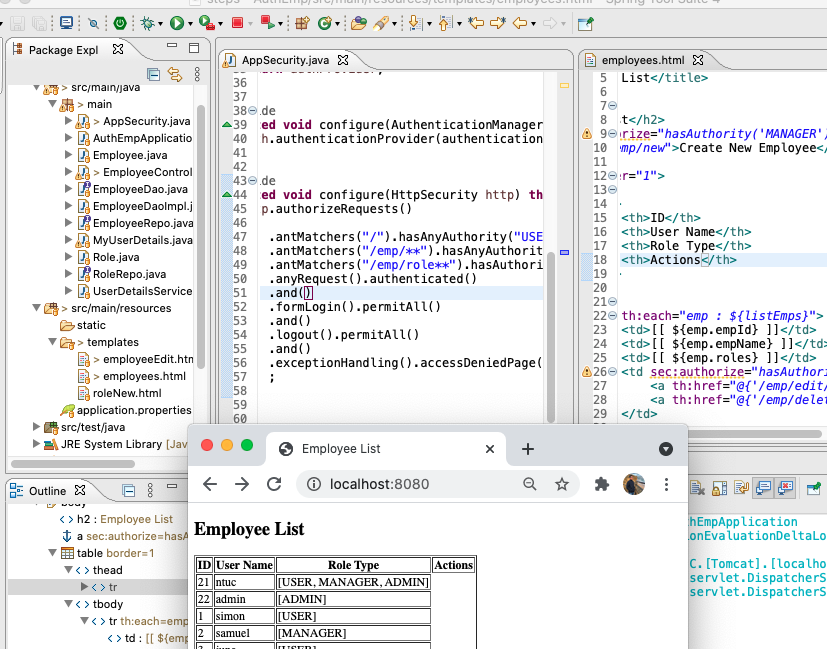 steps - AuthEmp/src/main/resources/templates/employees.html - Spring Tool Suite 4
Package Expl
> src/main/java
> main
> AppSecurity.java
AuthEmpApplicatio
Employee.java
> EmployeeControl
EmployeeDao.java
EmployeeDaoImpl.j
EmployeeRepo.java
MyUserDetails.java
Role.java
RoleRepo.java
UserDetailsService
> src/main/resources
static
> templates
> employeeEdit.htm
> employees.html
roleNew.html
application.properties
src/test/java
JRE System Library [Jav
Outline
h2 : Employee List
a sec:authorize=hasA
table border=1
thead
tr
tbody
tr th:each=emp
td : [[ ${emp
AppSecurity.java
36
37
38 de
39 ed void configure(AuthenticationManager
40 h.authenticationProvider(authentication
41
42
43 de
44 ed void configure(HttpSecurity http) th
45 p.authorizeRequests()
46
47 .antMatchers("/").hasAnyAuthority("USE
48 .antMatchers("/emp/**").hasAnyAuthorit
49 .antMatchers("/emp/role**").hasAuthori
50 .anyRequest().authenticated()
51 .and()
52 .formLogin().permitAll()
53 .and()
54 .logout().permitAll()
55 .and()
56 .exceptionHandling().accessDeniedPage(
57 ;
58
59
60
employees.html
5 List</title>
6
7
8 st</h2>
9 rize="hasAuthority('MANAGER')
10 emp/new">Create New Employee</
11
12 er="1">
13
14
15 <th>ID</th>
16 <th>User Name</th>
17 <th>Role Type</th>
18 <th>Actions</th>
19
20
21
22 th:each="emp : ${listEmps}">
23 <td>[[ ${emp.empId} ]]</td>
24 <td>[[ ${emp.empName} ]]</td>
25 <td>[[ ${emp.roles} ]]</td>
26 <td sec:authorize="hasAuthori
27 <a th:href="@{'/emp/edit/
28 <a th:href="@{'/emp/delet
29 </td>
Employee List
localhost:8080
Employee List
ID User Name Role Type Actions
21 ntuc [USER, MANAGER, ADMIN]
22 admin [ADMIN]
1 simon [USER]
2 samuel [MANAGER]
thEmpApplication
onEvaluationDeltaLo
C.[Tomcat].[localho
servlet.DispatcherS
servlet.DispatcherS